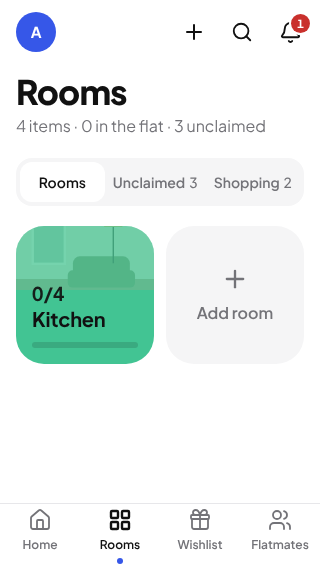 A
1
Rooms
4 items · 0 in the flat · 3 unclaimed
Rooms Unclaimed 3 Shopping 2
0/4
Kitchen
Add room
Home Rooms Wishlist Flatmates